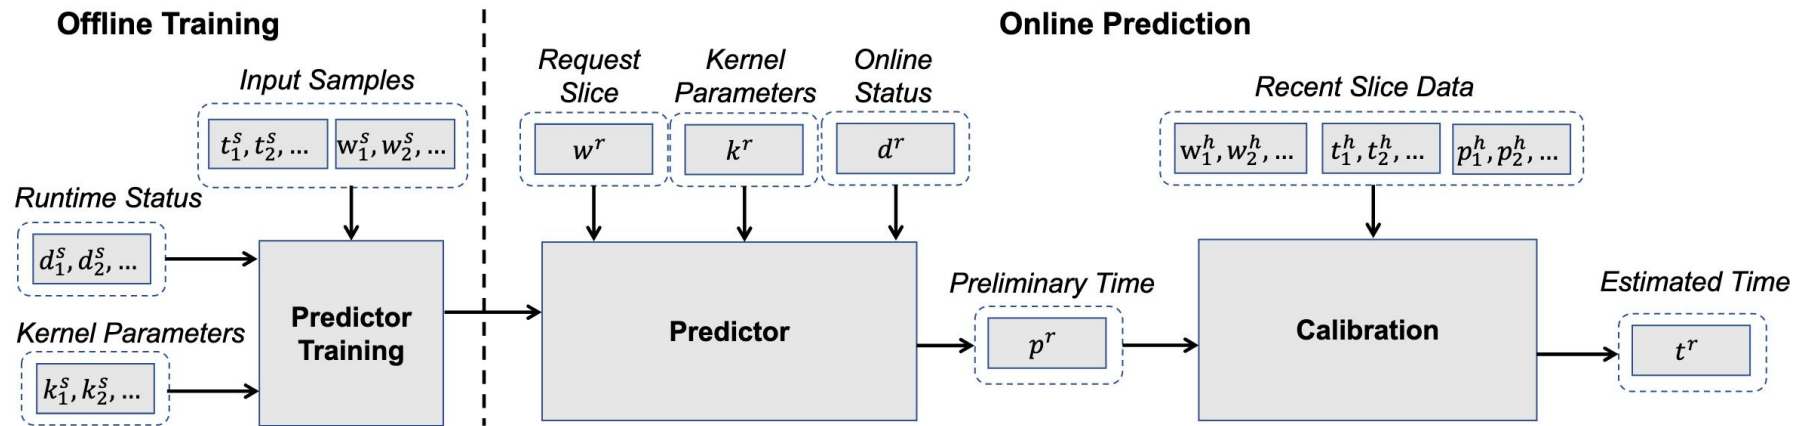 Offline Training
Online Prediction
Input Samples
t₁ˢ, t₂ˢ, ...
w₁ˢ, w₂ˢ, ...
Runtime Status
d₁ˢ, d₂ˢ, ...
Kernel Parameters
k₁ˢ, k₂ˢ, ...
Predictor
Training
Request
Slice
wʳ
Kernel
Parameters
kʳ
Online
Status
dʳ
Predictor
Preliminary Time
pʳ
Recent Slice Data
w₁ʰ, w₂ʰ, ...
t₁ʰ, t₂ʰ, ...
p₁ʰ, p₂ʰ, ...
Calibration
Estimated Time
tʳ